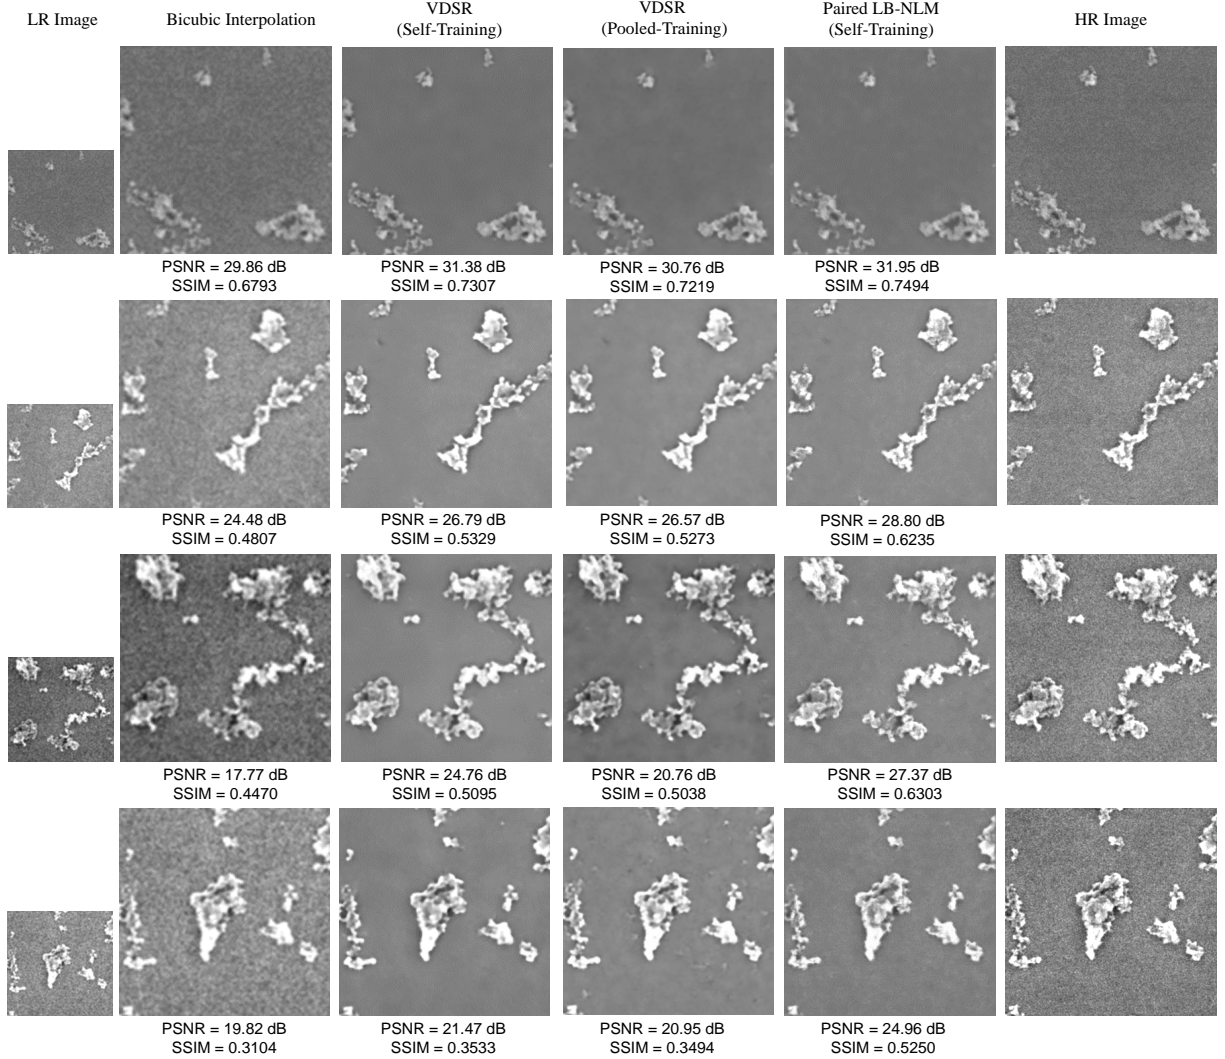 LR Image
Bicubic Interpolation
VDSR
(Self-Training)
VDSR
(Pooled-Training)
Paired LB-NLM
(Self-Training)
HR Image
PSNR = 29.86 dB
SSIM = 0.6793
PSNR = 31.38 dB
SSIM = 0.7307
PSNR = 30.76 dB
SSIM = 0.7219
PSNR = 31.95 dB
SSIM = 0.7494
PSNR = 24.48 dB
SSIM = 0.4807
PSNR = 26.79 dB
SSIM = 0.5329
PSNR = 26.57 dB
SSIM = 0.5273
PSNR = 28.80 dB
SSIM = 0.6235
PSNR = 17.77 dB
SSIM = 0.4470
PSNR = 24.76 dB
SSIM = 0.5095
PSNR = 20.76 dB
SSIM = 0.5038
PSNR = 27.37 dB
SSIM = 0.6303
PSNR = 19.82 dB
SSIM = 0.3104
PSNR = 21.47 dB
SSIM = 0.3533
PSNR = 20.95 dB
SSIM = 0.3494
PSNR = 24.96 dB
SSIM = 0.5250